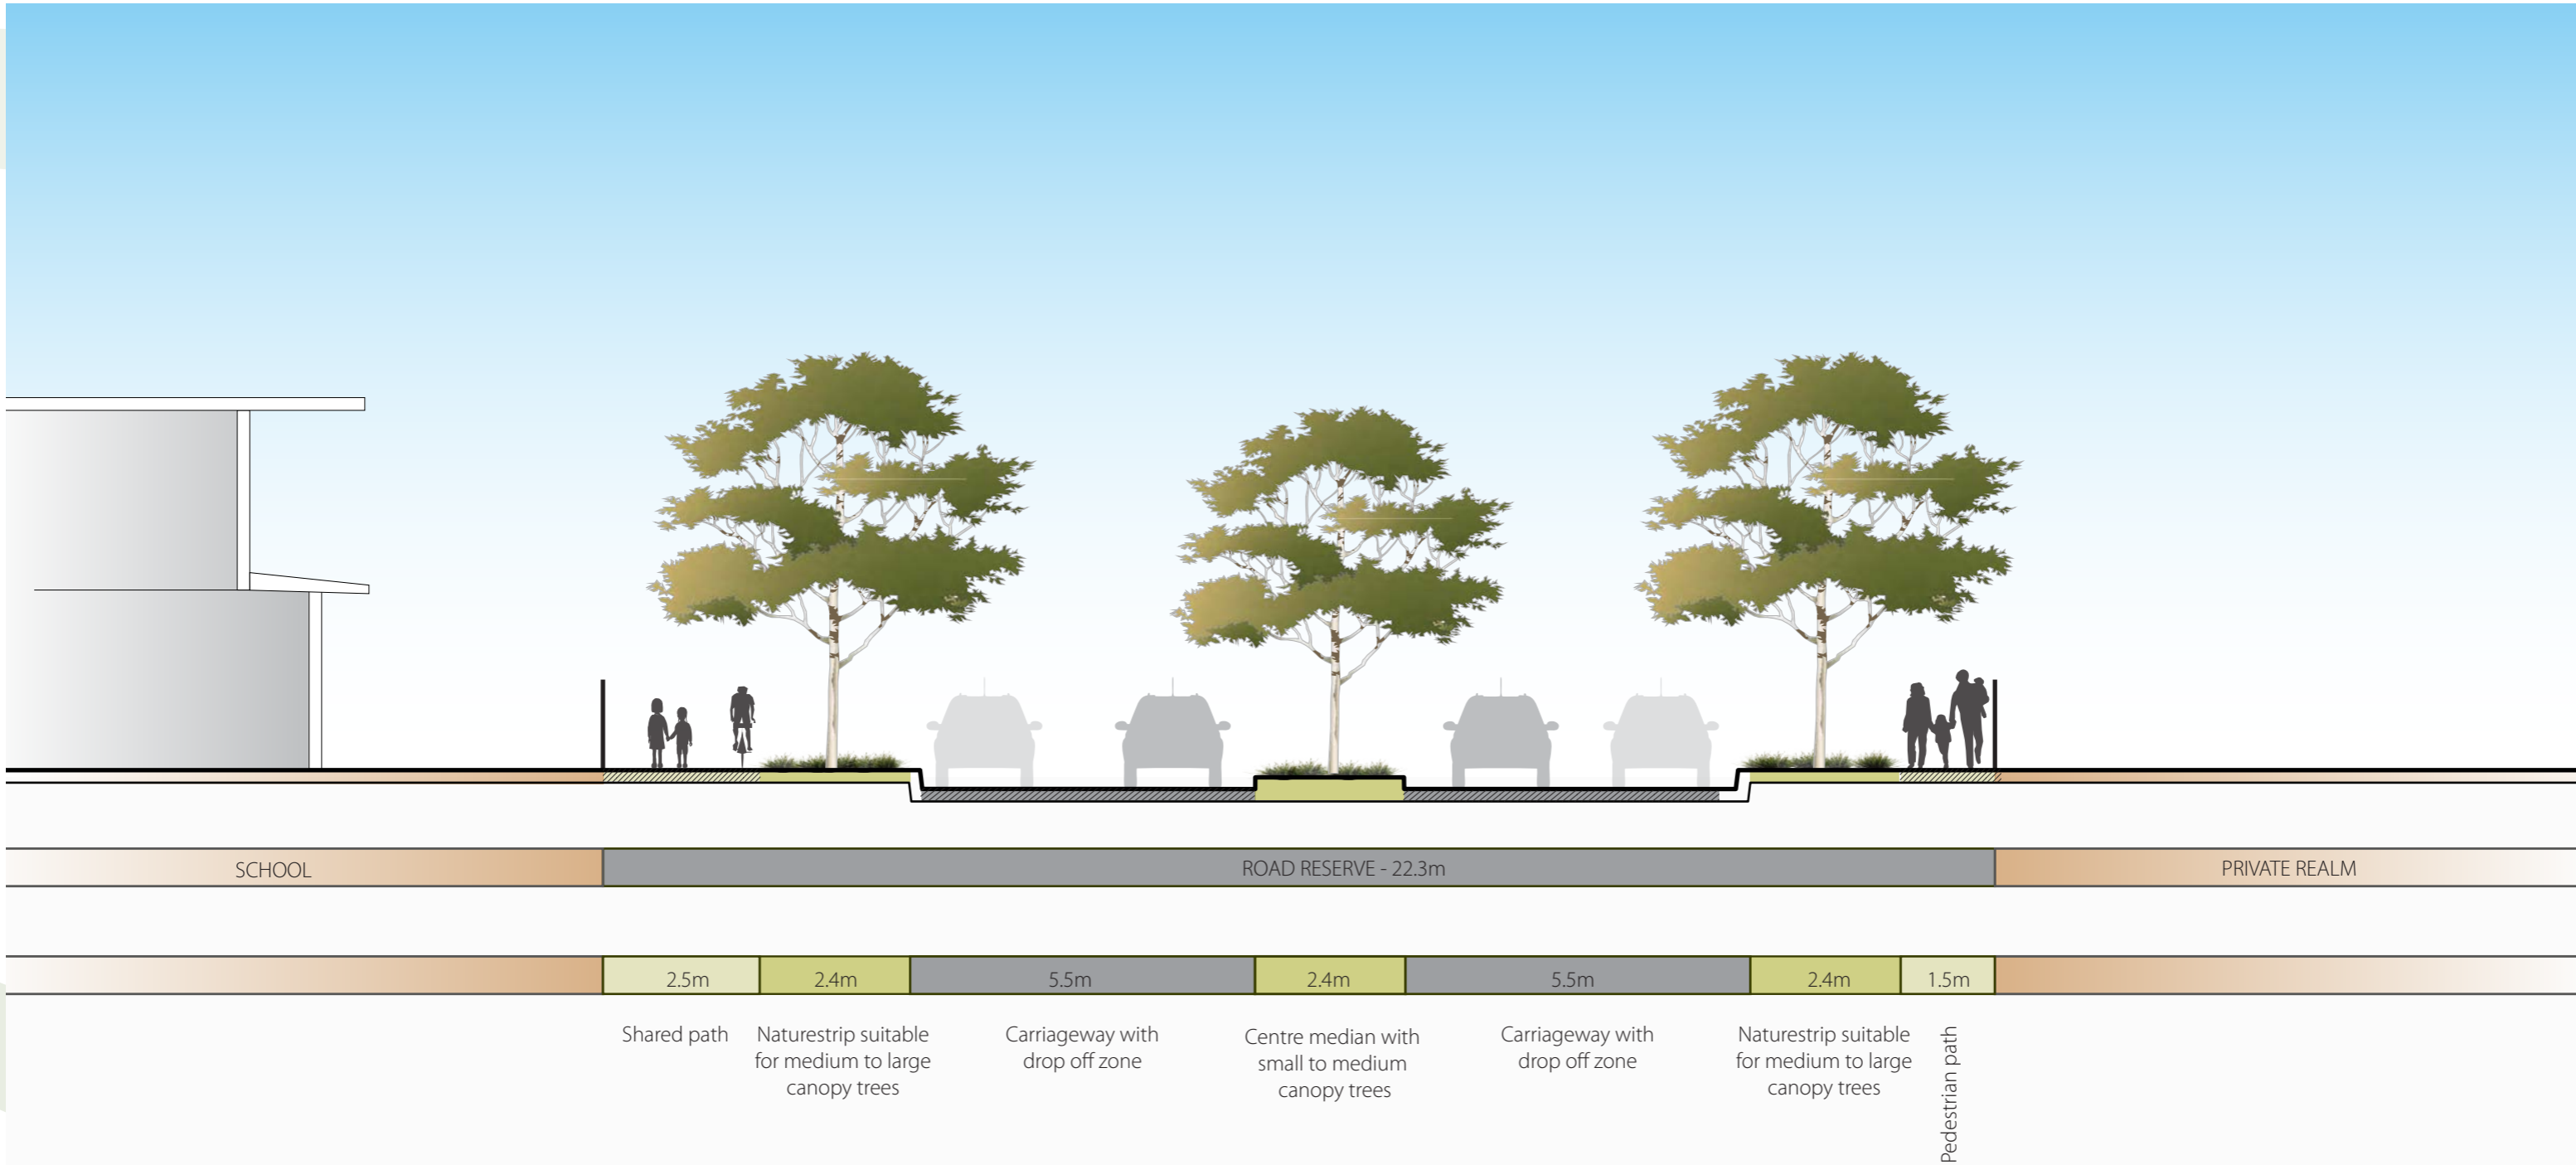 SCHOOL
ROAD RESERVE - 22.3m
PRIVATE REALM
2.5m
2.4m
5.5m
2.4m
5.5m
2.4m
1.5m
Shared path
Naturestrip suitable
for medium to large
canopy trees
Carriageway with
drop off zone
Centre median with
small to medium
canopy trees
Carriageway with
drop off zone
Naturestrip suitable
for medium to large
canopy trees
Pedestrian path